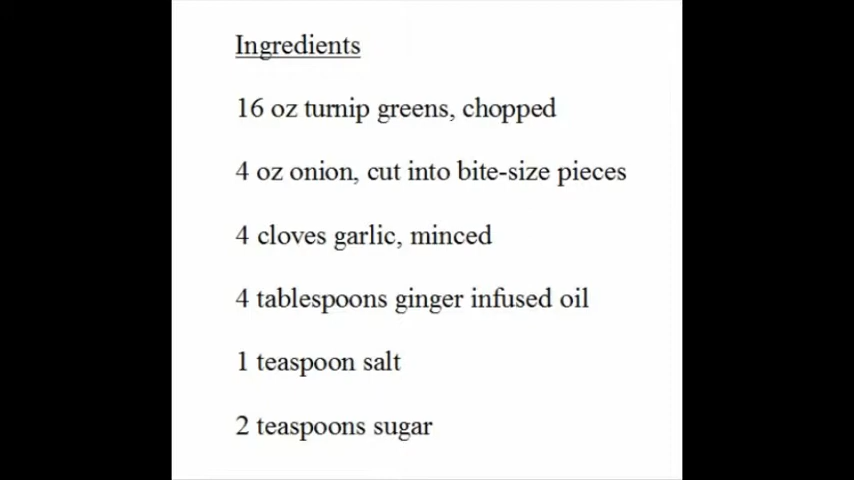 Ingredients
16 oz turnip greens, chopped
4 oz onion, cut into bite-size pieces
4 cloves garlic, minced
4 tablespoons ginger infused oil
1 teaspoon salt
2 teaspoons sugar